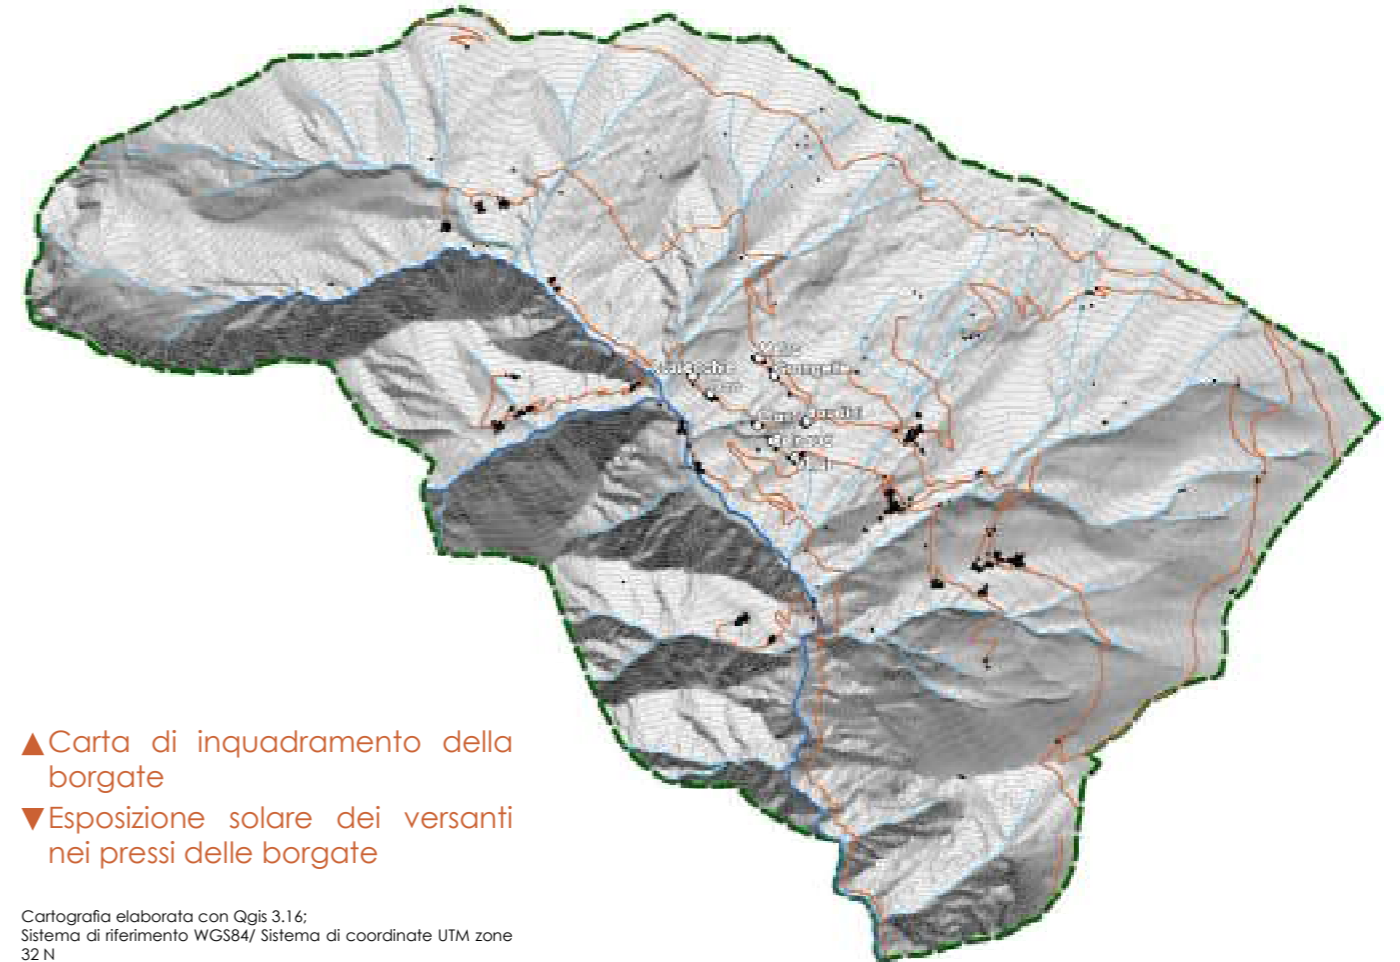 ▲Carta di inquadramento della
borgate
▼Esposizione solare dei versanti
nei pressi delle borgate
Cartografia elaborata con Qgis 3.16;
Sistema di riferimento WGS84/ Sistema di coordinate UTM zone
32 N